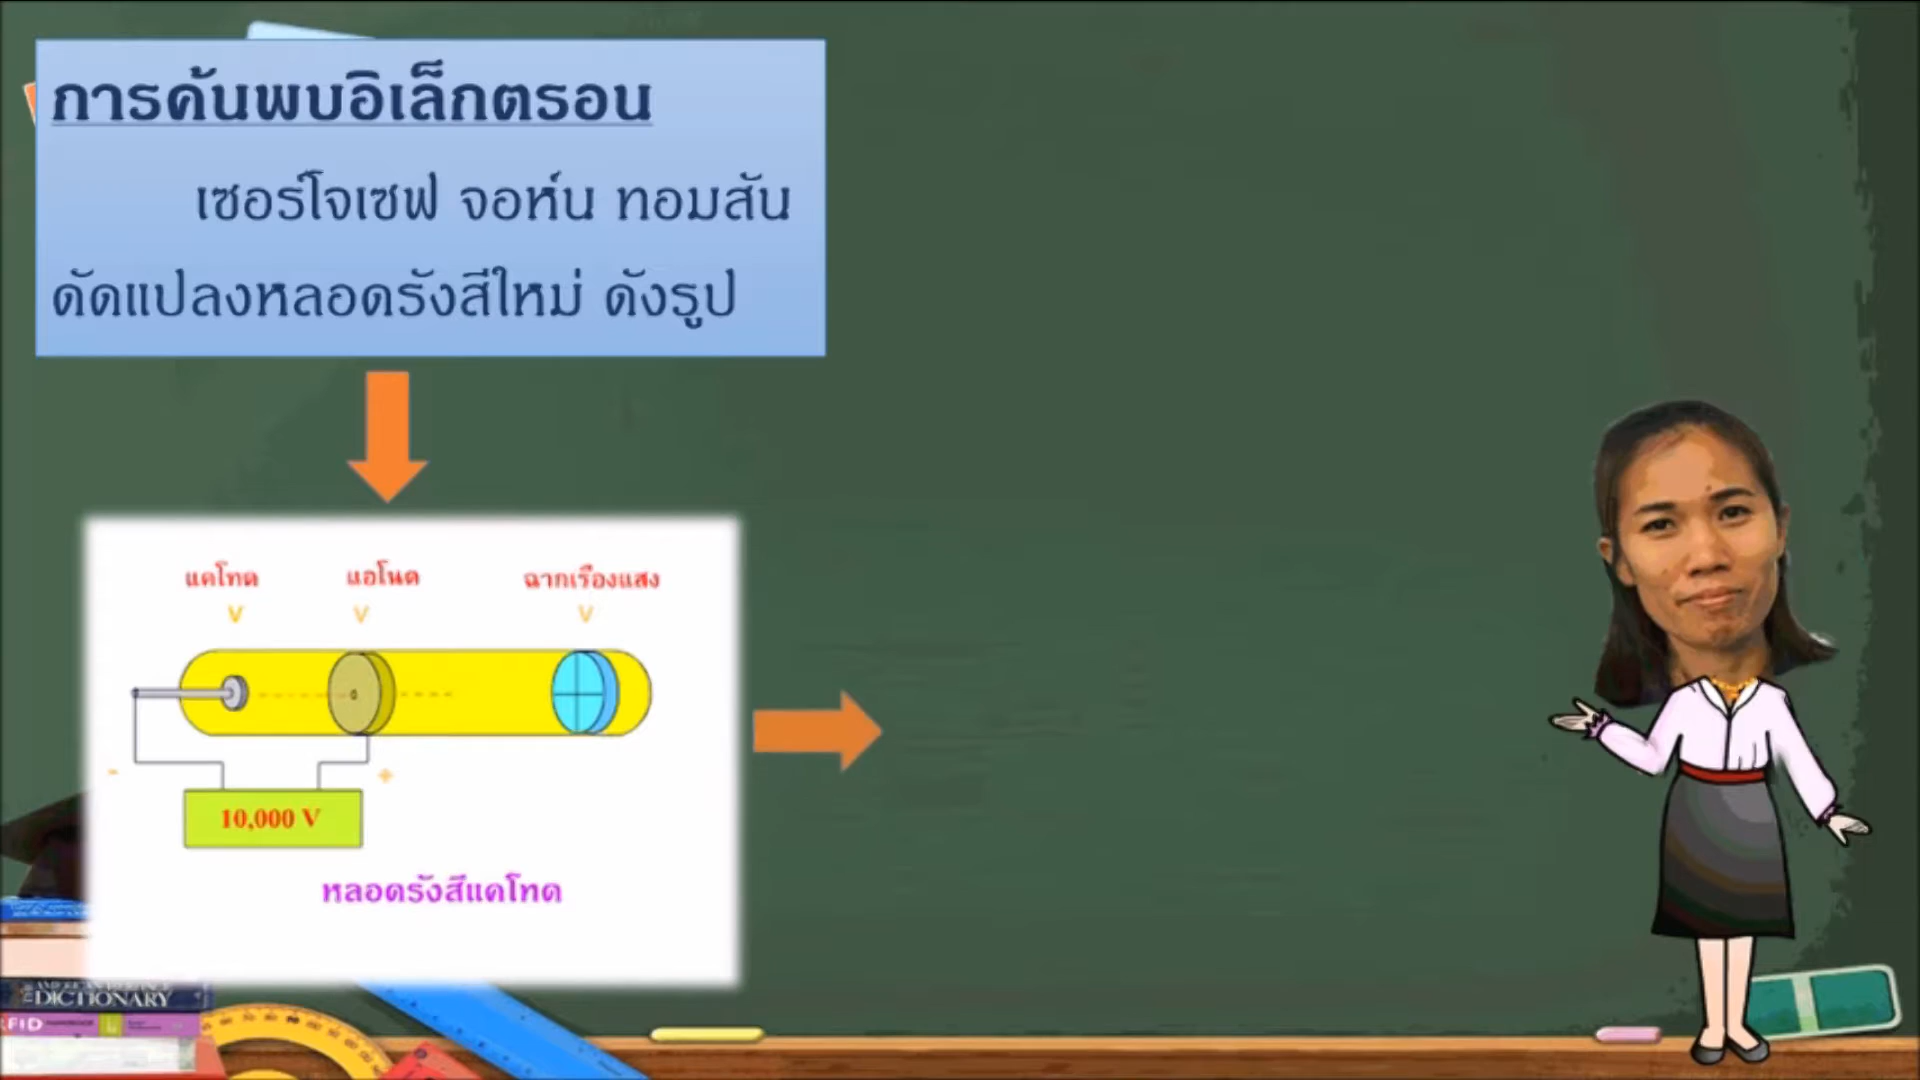 การค้นพบอิเล็กตรอน
เซอร์โจเซฟ จอห์น ทอมสัน
ดัดแปลงหลอดรังสีใหม่ ดังรูป
แคโทด แอโนด ฉากเรืองแสง
V V V
- +
10,000 V
หลอดรังสีแคโทด
DICTIONARY
RFID